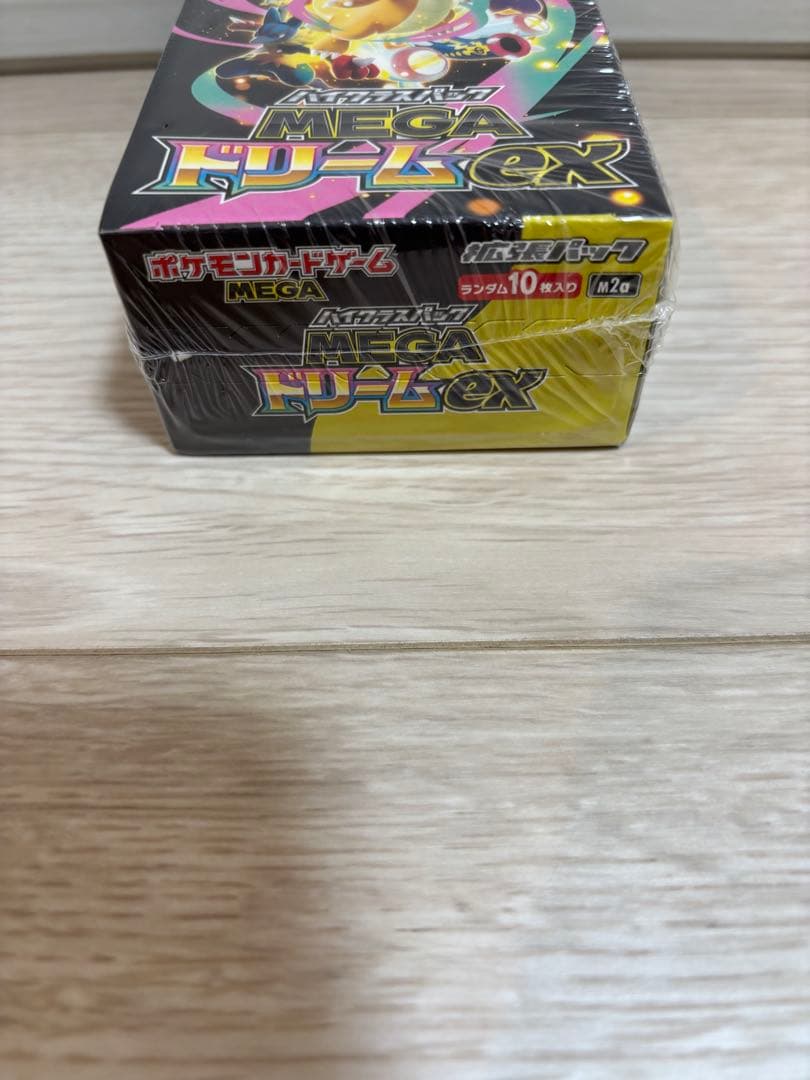 ハイクラスパック
MEGA
ドリームex
ポケモンカードゲーム
MEGA
拡張パック
ランダム10枚入り M2a
ハイクラスパック
MEGA
ドリームex